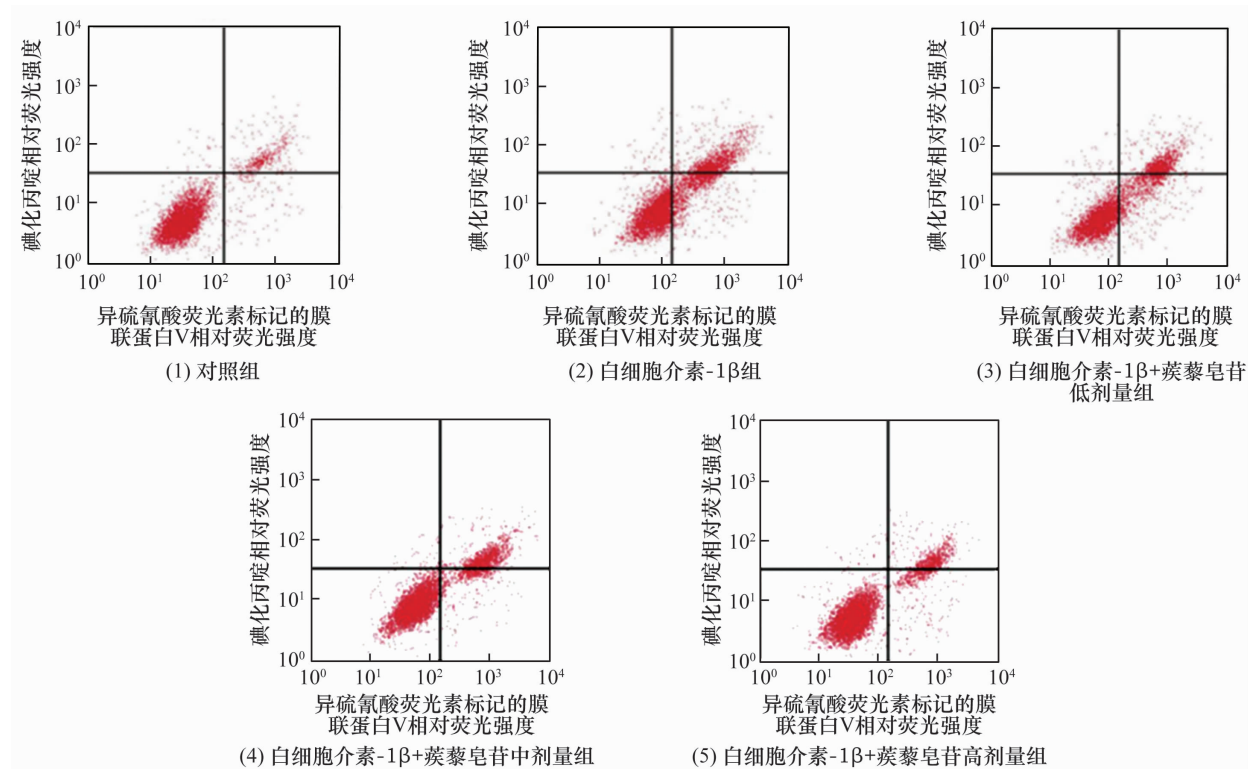 碘化丙啶相对荧光强度
10⁴
10³
10²
10¹
10⁰
10⁰ 10¹ 10² 10³ 10⁴
异硫氰酸荧光素标记的膜
联蛋白V相对荧光强度
(1) 对照组
碘化丙啶相对荧光强度
10⁴
10³
10²
10¹
10⁰
10⁰ 10¹ 10² 10³ 10⁴
异硫氰酸荧光素标记的膜
联蛋白V相对荧光强度
(2) 白细胞介素-1β组
碘化丙啶相对荧光强度
10⁴
10³
10²
10¹
10⁰
10⁰ 10¹ 10² 10³ 10⁴
异硫氰酸荧光素标记的膜
联蛋白V相对荧光强度
(3) 白细胞介素-1β+蒺藜皂苷
低剂量组
碘化丙啶相对荧光强度
10⁴
10³
10²
10¹
10⁰
10⁰ 10¹ 10² 10³ 10⁴
异硫氰酸荧光素标记的膜
联蛋白V相对荧光强度
(4) 白细胞介素-1β+蒺藜皂苷中剂量组
碘化丙啶相对荧光强度
10⁴
10³
10²
10¹
10⁰
10⁰ 10¹ 10² 10³ 10⁴
异硫氰酸荧光素标记的膜
联蛋白V相对荧光强度
(5) 白细胞介素-1β+蒺藜皂苷高剂量组